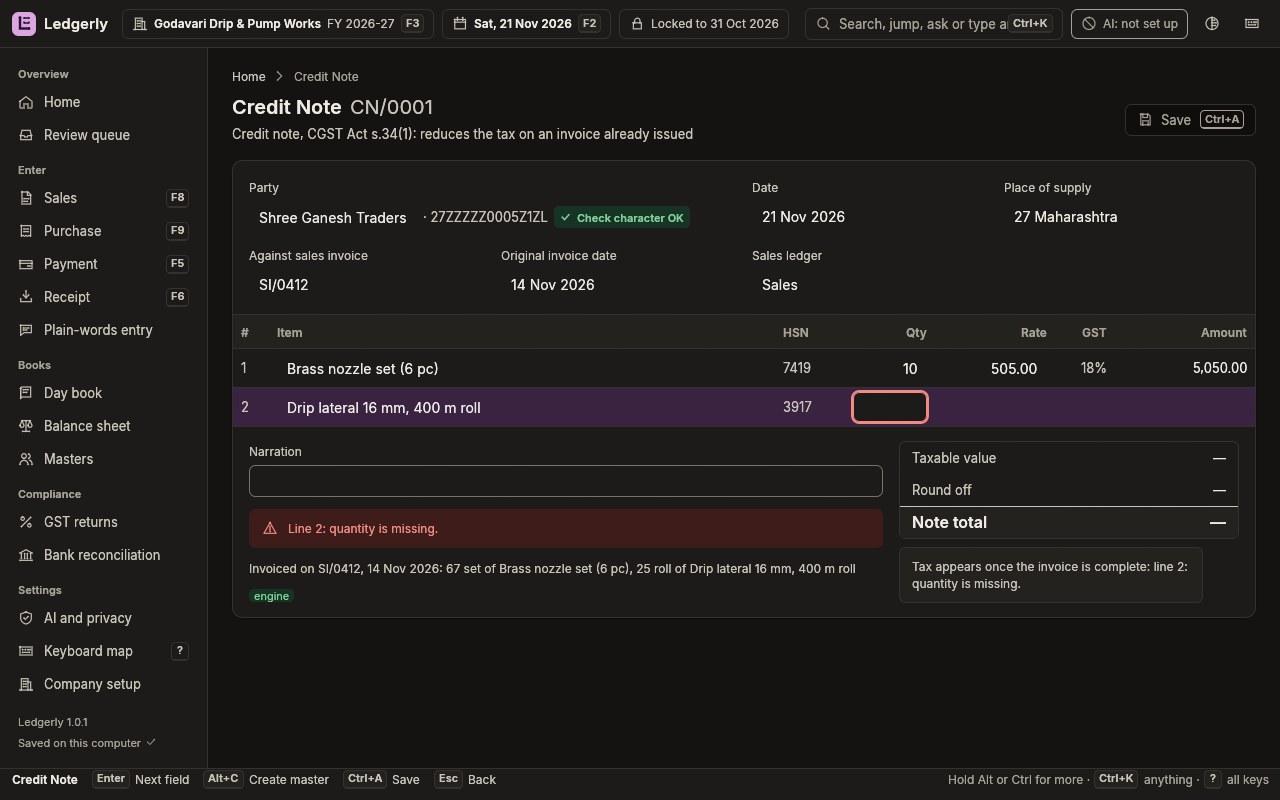 Ledgerly
Godavari Drip & Pump Works FY 2026-27 F3
Sat, 21 Nov 2026 F2
Locked to 31 Oct 2026
Search, jump, ask or type a Ctrl+K
AI: not set up
Overview
Home
Review queue
Enter
Sales F8
Purchase F9
Payment F5
Receipt F6
Plain-words entry
Books
Day book
Balance sheet
Masters
Compliance
GST returns
Bank reconciliation
Settings
AI and privacy
Keyboard map ?
Company setup
Ledgerly 1.0.1
Saved on this computer
Home > Credit Note
Credit Note CN/0001
Credit note, CGST Act s.34(1): reduces the tax on an invoice already issued
Save Ctrl+A
Party Date Place of supply
Shree Ganesh Traders · 27ZZZZZ0005Z1ZL Check character OK 21 Nov 2026 27 Maharashtra
Against sales invoice Original invoice date Sales ledger
SI/0412 14 Nov 2026 Sales
# Item HSN Qty Rate GST Amount
1 Brass nozzle set (6 pc) 7419 10 505.00 18% 5,050.00
2 Drip lateral 16 mm, 400 m roll 3917
Narration
Line 2: quantity is missing.
Invoiced on SI/0412, 14 Nov 2026: 67 set of Brass nozzle set (6 pc), 25 roll of Drip lateral 16 mm, 400 m roll
engine
Taxable value —
Round off —
Note total —
Tax appears once the invoice is complete: line 2:
quantity is missing.
Credit Note Enter Next field Alt+C Create master Ctrl+A Save Esc Back
Hold Alt or Ctrl for more · Ctrl+K anything · ? all keys